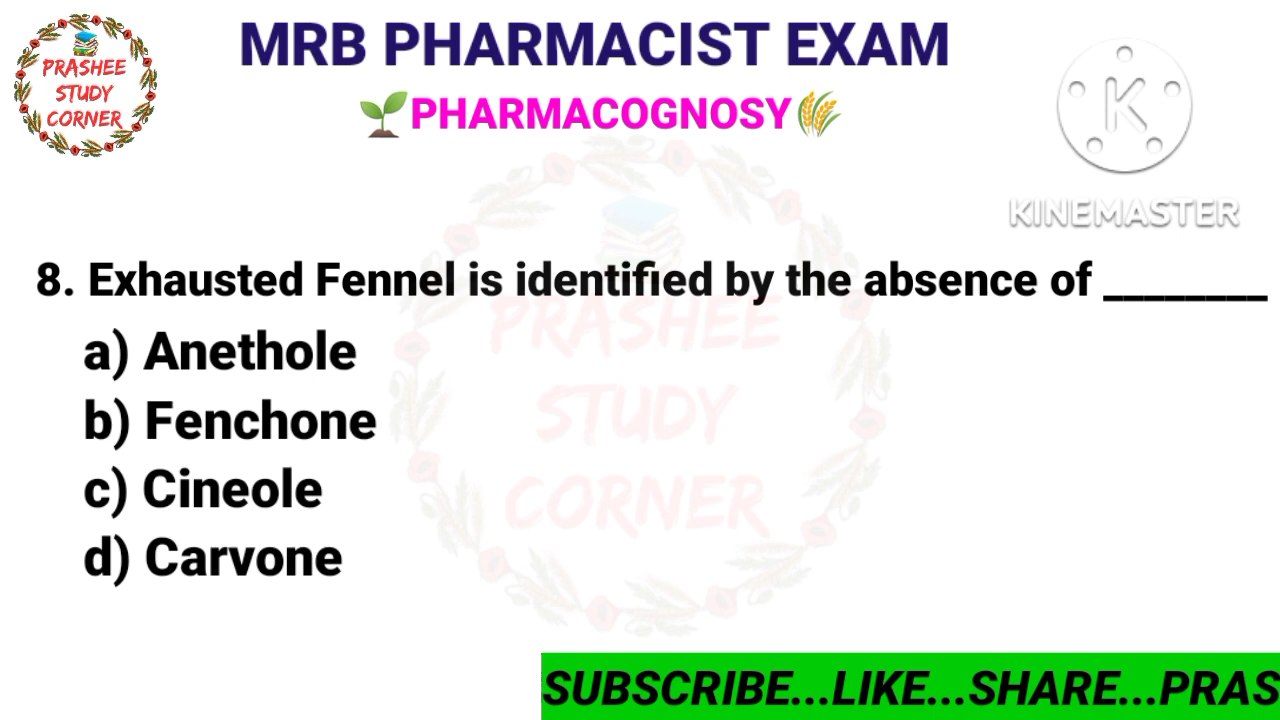 PRASHEE
STUDY
CORNER
MRB PHARMACIST EXAM
🌱PHARMACOGNOSY🌾
K
KINEMASTER
8. Exhausted Fennel is identified by the absence of ________
a) Anethole
b) Fenchone
c) Cineole
d) Carvone
PRASHEE
STUDY
CORNER
SUBSCRIBE...LIKE...SHARE...PRAS